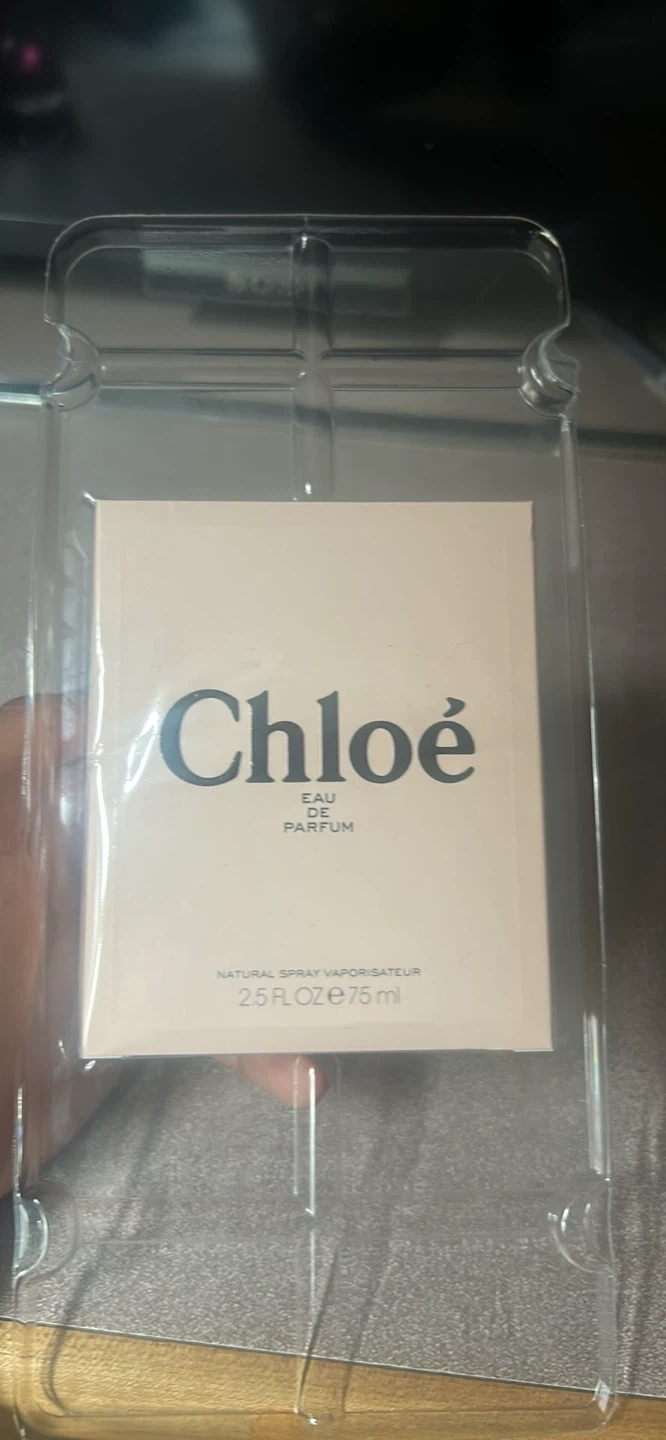 Chloé
EAU
DE
PARFUM
NATURAL SPRAY VAPORISATEUR
2.5 FL OZ ℮ 75 ml